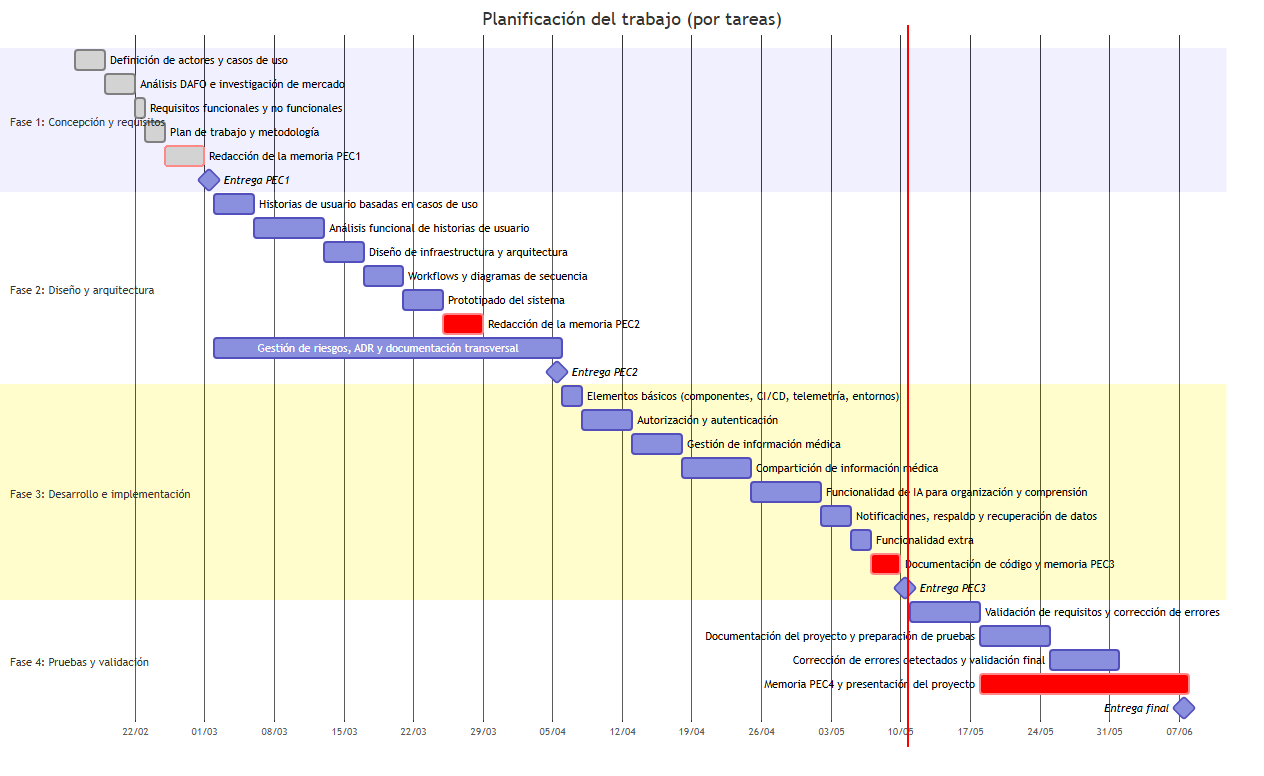 Planificación del trabajo (por tareas)
Fase 1: Concepción y requisitos
Definición de actores y casos de uso
Análisis DAFO e investigación de mercado
Requisitos funcionales y no funcionales
Plan de trabajo y metodología
Redacción de la memoria PEC1
Entrega PEC1
Fase 2: Diseño y arquitectura
Historias de usuario basadas en casos de uso
Análisis funcional de historias de usuario
Diseño de infraestructura y arquitectura
Workflows y diagramas de secuencia
Prototipado del sistema
Redacción de la memoria PEC2
Gestión de riesgos, ADR y documentación transversal
Entrega PEC2
Fase 3: Desarrollo e implementación
Elementos básicos (componentes, CI/CD, telemetría, entornos)
Autorización y autenticación
Gestión de información médica
Compartición de información médica
Funcionalidad de IA para organización y comprensión
Notificaciones, respaldo y recuperación de datos
Funcionalidad extra
Documentación de código y memoria PEC3
Entrega PEC3
Fase 4: Pruebas y validación
Validación de requisitos y corrección de errores
Documentación del proyecto y preparación de pruebas
Corrección de errores detectados y validación final
Memoria PEC4 y presentación del proyecto
Entrega final
22/02 01/03 08/03 15/03 22/03 29/03 05/04 12/04 19/04 26/04 03/05 10/05 17/05 24/05 31/05 07/06